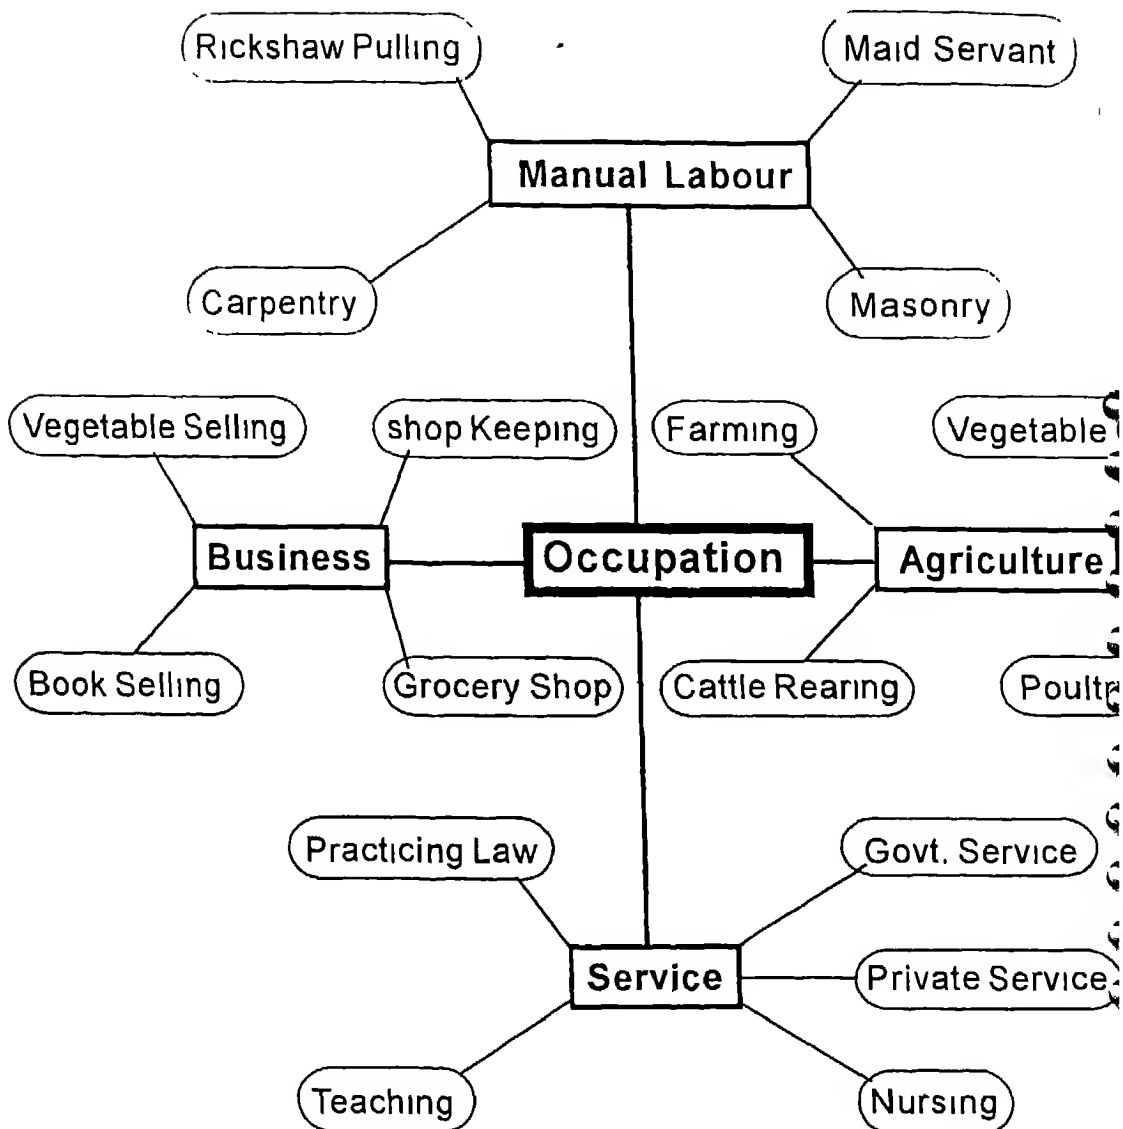 Rickshaw Pulling
Maid Servant
Manual Labour
Carpentry
Masonry
Vegetable Selling
shop Keeping
Farming
Vegetable
Business
Occupation
Agriculture
Book Selling
Grocery Shop
Cattle Rearing
Practicing Law
Govt. Service
Service
Private Service
Teaching
Nursing